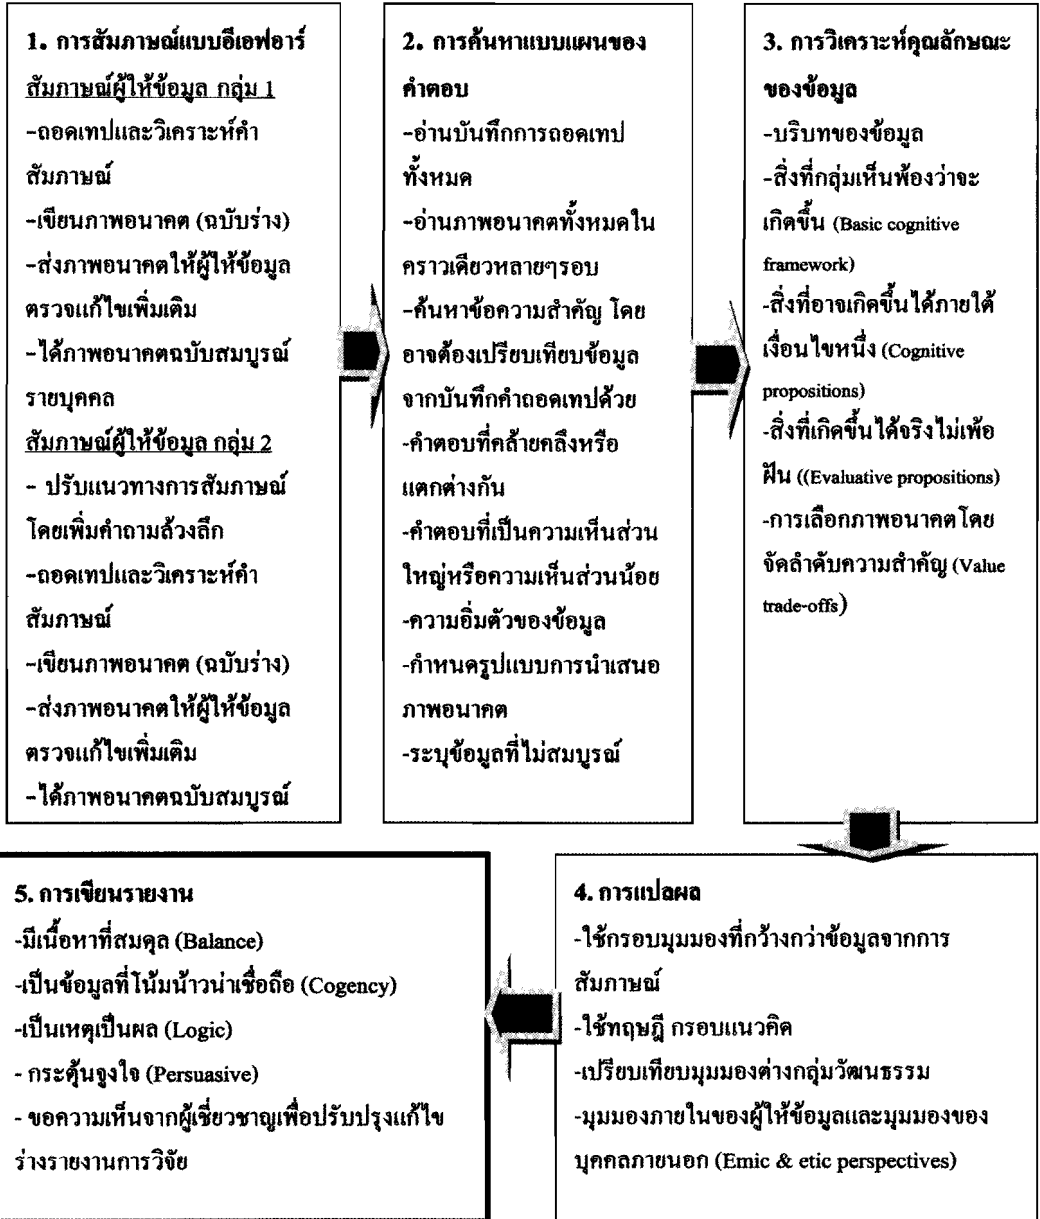 1. การสัมภาษณ์แบบอีเอฟอาร์
สัมภาษณ์ผู้ให้ข้อมูล กลุ่ม 1
-ถอดเทปและวิเคราะห์คำ
สัมภาษณ์
-เขียนภาพอนาคต (ฉบับร่าง)
-ส่งภาพอนาคตให้ผู้ให้ข้อมูล
ตรวจแก้ไขเพิ่มเติม
-ได้ภาพอนาคตฉบับสมบูรณ์
รายบุคคล
สัมภาษณ์ผู้ให้ข้อมูล กลุ่ม 2
- ปรับแนวทางการสัมภาษณ์
โดยเพิ่มคำถามล้วงลึก
-ถอดเทปและวิเคราะห์คำ
สัมภาษณ์
-เขียนภาพอนาคต (ฉบับร่าง)
-ส่งภาพอนาคตให้ผู้ให้ข้อมูล
ตรวจแก้ไขเพิ่มเติม
-ได้ภาพอนาคตฉบับสมบูรณ์
2. การค้นหาแบบแผนของ
คำตอบ
-อ่านบันทึกการถอดเทป
ทั้งหมด
-อ่านภาพอนาคตทั้งหมดใน
คราวเดียวหลายๆรอบ
-ค้นหาข้อความสำคัญ โดย
อาจต้องเปรียบเทียบข้อมูล
จากบันทึกคำถอดเทปด้วย
-คำตอบที่คล้ายคลึงหรือ
แตกต่างกัน
-คำตอบที่เป็นความเห็นส่วน
ใหญ่หรือความเห็นส่วนน้อย
-ความอิ่มตัวของข้อมูล
-กำหนดรูปแบบการนำเสนอ
ภาพอนาคต
-ระบุข้อมูลที่ไม่สมบูรณ์
3. การวิเคราะห์คุณลักษณะ
ของข้อมูล
-บริบทของข้อมูล
-สิ่งที่กลุ่มเห็นพ้องว่าจะ
เกิดขึ้น (Basic cognitive
framework)
-สิ่งที่อาจเกิดขึ้นได้ภายใต้
เงื่อนไขหนึ่ง (Cognitive
propositions)
-สิ่งที่เกิดขึ้นได้จริงไม่เพ้อ
ฝัน ((Evaluative propositions)
-การเลือกภาพอนาคตโดย
จัดลำดับความสำคัญ (Value
trade-offs)
4. การแปลผล
-ใช้กรอบมุมมองที่กว้างกว่าข้อมูลจากการ
สัมภาษณ์
-ใช้ทฤษฎี กรอบแนวคิด
-เปรียบเทียบมุมมองต่างกลุ่มวัฒนธรรม
-มุมมองภายในของผู้ให้ข้อมูลและมุมมองของ
บุคคลภายนอก (Emic & etic perspectives)
5. การเขียนรายงาน
-มีเนื้อหาที่สมดุล (Balance)
-เป็นข้อมูลที่โน้มน้าวน่าเชื่อถือ (Cogency)
-เป็นเหตุเป็นผล (Logic)
- กระตุ้นจูงใจ (Persuasive)
- ขอความเห็นจากผู้เชี่ยวชาญเพื่อปรับปรุงแก้ไข
ร่างรายงานการวิจัย